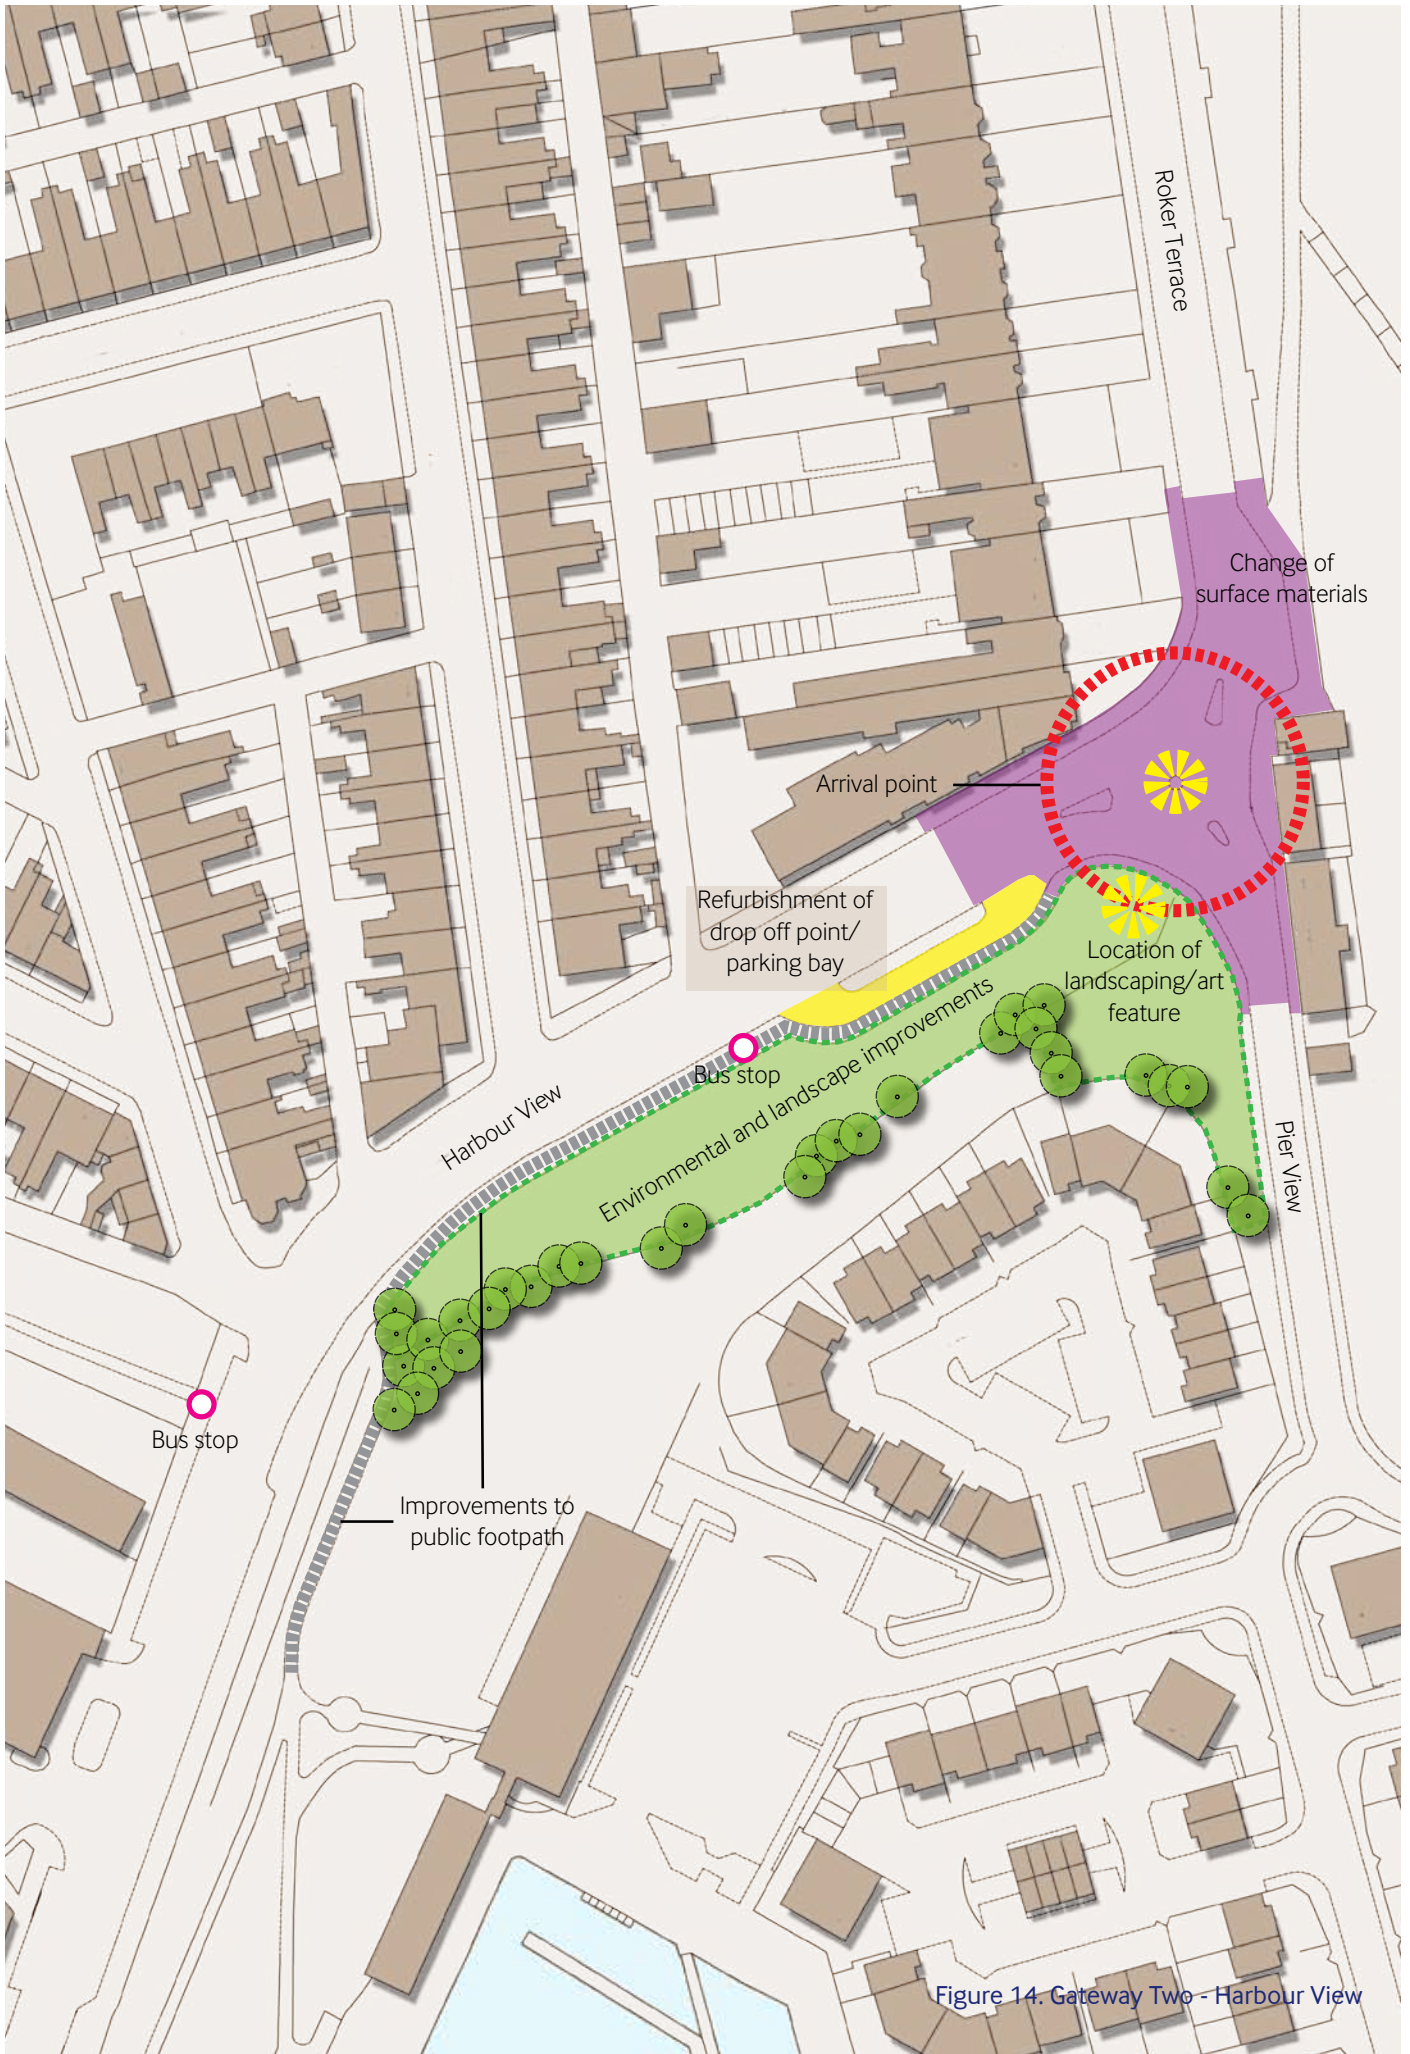 Roker Terrace
Change of
surface materials
Arrival point
Refurbishment of
drop off point/
parking bay
Location of
landscaping/art
feature
Environmental and landscape improvements
Bus stop
Harbour View
Pier View
Bus stop
Improvements to
public footpath
Figure 14. Gateway Two - Harbour View